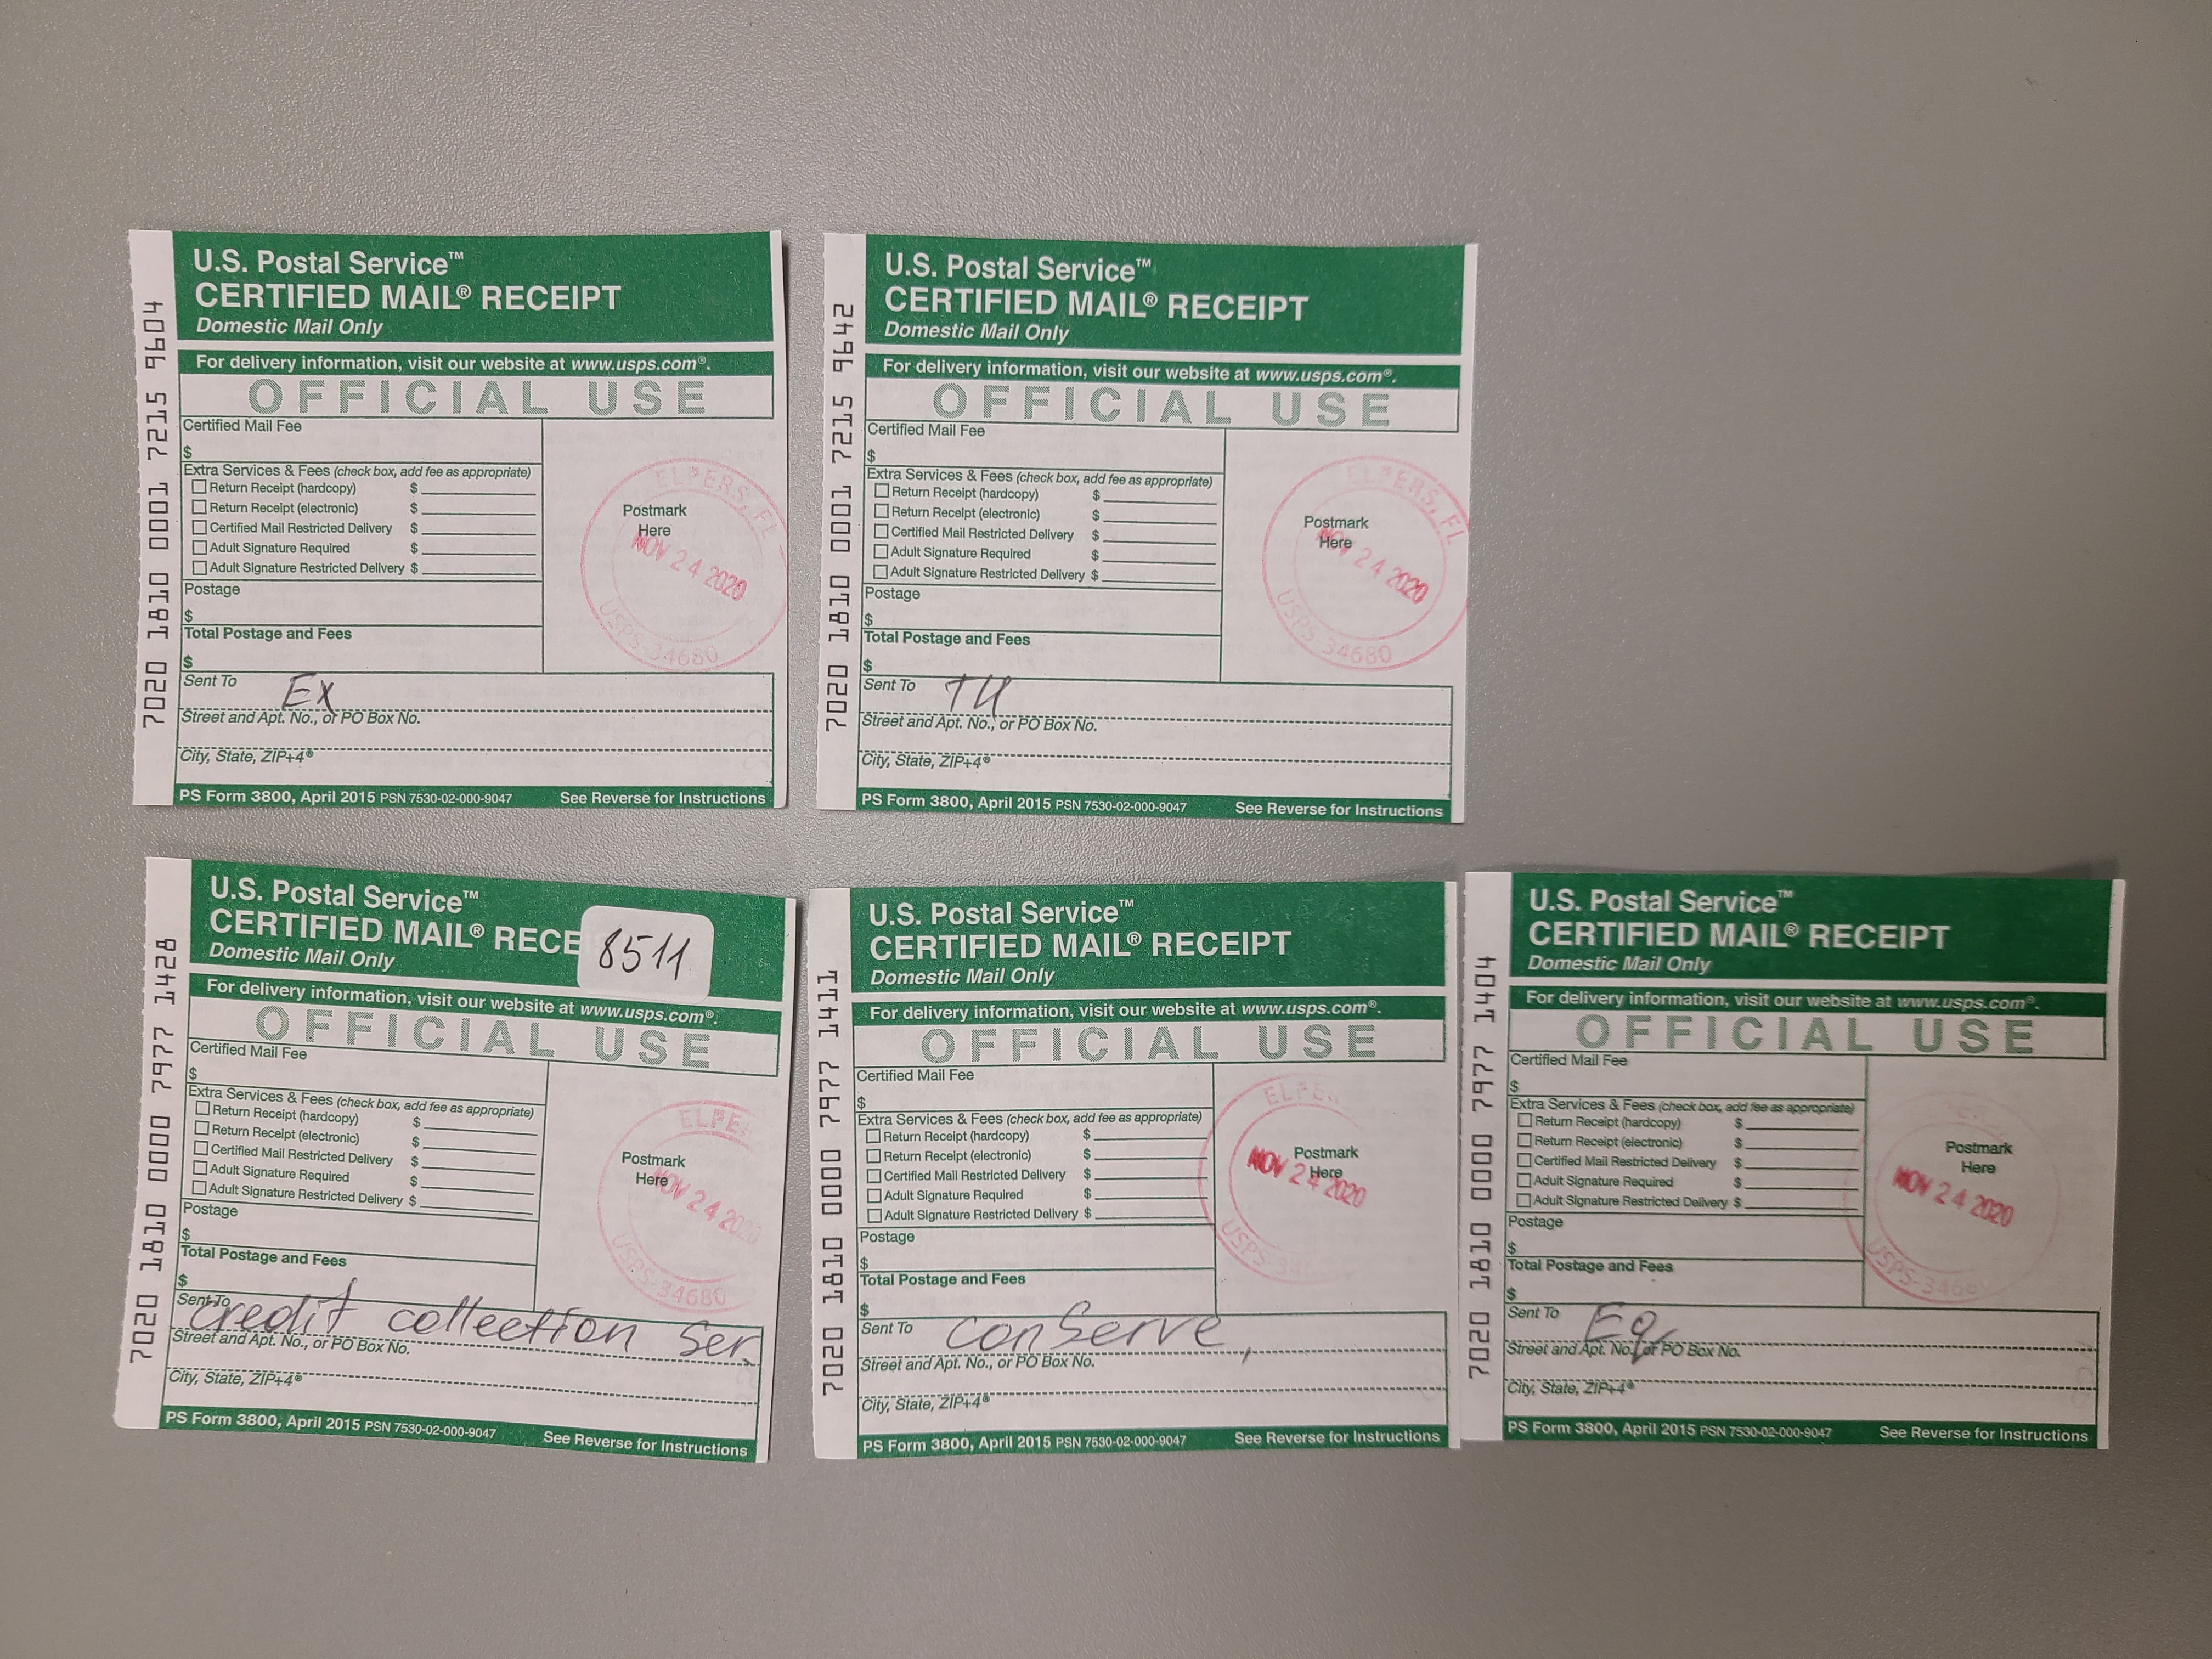 7020 1810 0000 7977 1428
U.S. Postal Service™
CERTIFIED MAIL® RECE
8511
Domestic Mail Only
For delivery information, visit our website at www.usps.com®.
OFFICIAL USE
Certified Mail Fee
$
Extra Services & Fees (check box, add fee as appropriate)
Return Receipt (hardcopy) $
Return Receipt (electronic) $
Certified Mail Restricted Delivery $
Adult Signature Required $
Adult Signature Restricted Delivery $
Postage
$
Total Postage and Fees
$
Postmark
Here
NOV 24 20
USPS-34680
Sent To
Credit Collection Ser
Street and Apt. No., or PO Box No.
City, State, ZIP+4®
PS Form 3800, April 2015 PSN 7530-02-000-9047 See Reverse for Instructions
7020 1810 0001 7215 9604
U.S. Postal Service™
CERTIFIED MAIL® RECEIPT
Domestic Mail Only
For delivery information, visit our website at www.usps.com®.
OFFICIAL USE
Certified Mail Fee
$
Extra Services & Fees (check box, add fee as appropriate)
Return Receipt (hardcopy) $
Return Receipt (electronic) $
Certified Mail Restricted Delivery $
Adult Signature Required $
Adult Signature Restricted Delivery $
Postage
$
Total Postage and Fees
$
ELFERS, FL
Postmark
Here
NOV 24 2020
USPS-34680
Sent To
EX
Street and Apt. No., or PO Box No.
City, State, ZIP+4®
PS Form 3800, April 2015 PSN 7530-02-000-9047 See Reverse for Instructions
7020 1810 0000 7977 1411
U.S. Postal Service™
CERTIFIED MAIL® RECEIPT
Domestic Mail Only
For delivery information, visit our website at www.usps.com®.
OFFICIAL USE
Certified Mail Fee
$
Extra Services & Fees (check box, add fee as appropriate)
Return Receipt (hardcopy) $
Return Receipt (electronic) $
Certified Mail Restricted Delivery $
Adult Signature Required $
Adult Signature Restricted Delivery $
Postage
$
Total Postage and Fees
$
Postmark
Here
NOV 24 2020
Sent To
ConServe
Street and Apt. No., or PO Box No.
City, State, ZIP+4®
PS Form 3800, April 2015 PSN 7530-02-000-9047 See Reverse for Instructions
7020 1810 0001 7215 9642
U.S. Postal Service™
CERTIFIED MAIL® RECEIPT
Domestic Mail Only
For delivery information, visit our website at www.usps.com®.
OFFICIAL USE
Certified Mail Fee
$
Extra Services & Fees (check box, add fee as appropriate)
Return Receipt (hardcopy) $
Return Receipt (electronic) $
Certified Mail Restricted Delivery $
Adult Signature Required $
Adult Signature Restricted Delivery $
Postage
$
Total Postage and Fees
$
ELFERS, FL
Postmark
Here
NOV 24 2020
USPS 34680
Sent To
TU
Street and Apt. No., or PO Box No.
City, State, ZIP+4®
PS Form 3800, April 2015 PSN 7530-02-000-9047 See Reverse for Instructions
7020 1810 0000 7977 1404
U.S. Postal Service™
CERTIFIED MAIL® RECEIPT
Domestic Mail Only
For delivery information, visit our website at www.usps.com®.
OFFICIAL USE
Certified Mail Fee
$
Extra Services & Fees (check box, add fee as appropriate)
Return Receipt (hardcopy) $
Return Receipt (electronic) $
Certified Mail Restricted Delivery $
Adult Signature Required $
Adult Signature Restricted Delivery $
Postage
$
Total Postage and Fees
$
Postmark
Here
NOV 24 2020
Sent To
EQ
Street and Apt. No., or PO Box No.
City, State, ZIP+4®
PS Form 3800, April 2015 PSN 7530-02-000-9047 See Reverse for Instructions